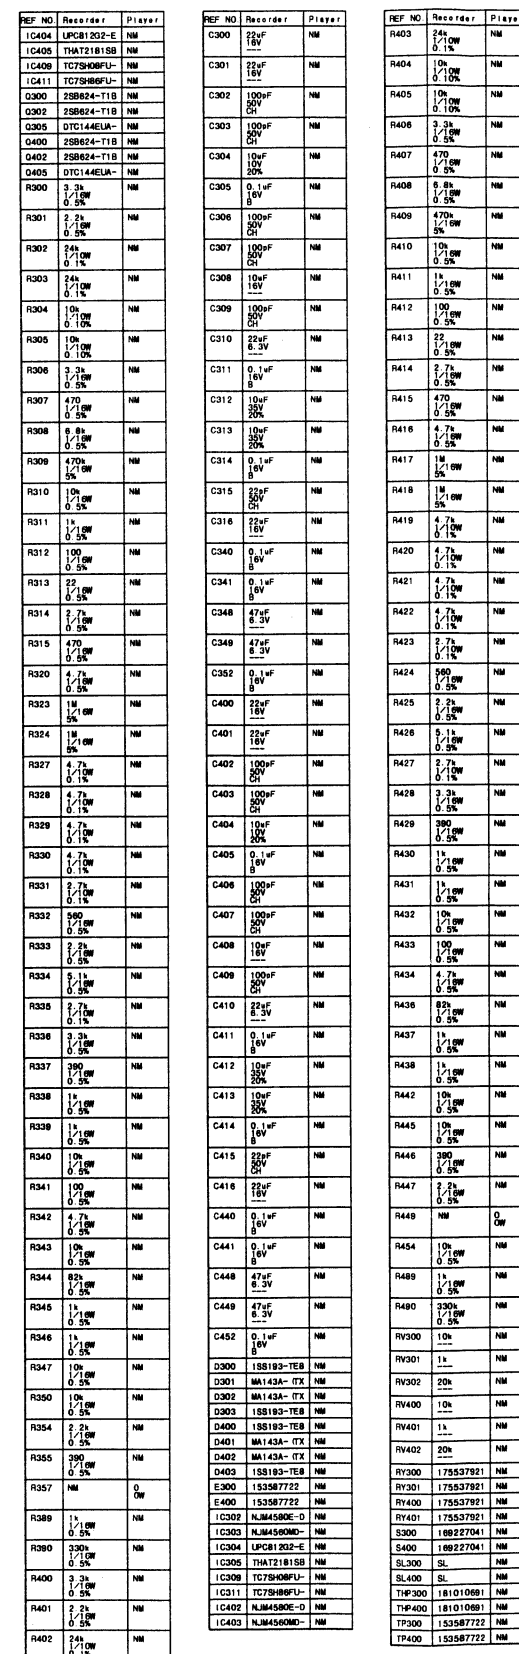 REF NO. Recorder Player
IC404 UPC812G2-E NM
IC405 THAT2181SB NM
IC409 TC7SH08FU- NM
IC411 TC7SH86FU- NM
Q300 2SB624-T1B NM
Q302 2SB624-T1B NM
Q305 DTC144EUA- NM
Q400 2SB624-T1B NM
Q402 2SB624-T1B NM
Q405 DTC144EUA- NM
R300 3.3k NM
1/16W
0.5%
R301 2.2k NM
1/16W
0.5%
R302 24k NM
1/10W
0.1%
R303 24k NM
1/10W
0.1%
R304 10k NM
1/10W
0.10%
R305 10k NM
1/10W
0.10%
R306 3.3k NM
1/16W
0.5%
R307 470 NM
1/16W
0.5%
R308 6.8k NM
1/16W
0.5%
R309 470k NM
1/16W
5%
R310 10k NM
1/16W
0.5%
R311 1k NM
1/16W
0.5%
R312 100 NM
1/16W
0.5%
R313 22 NM
1/16W
0.5%
R314 2.7k NM
1/16W
0.5%
R315 470 NM
1/16W
0.5%
R320 4.7k NM
1/16W
0.5%
R323 1M NM
1/16W
5%
R324 1M NM
1/16W
5%
R327 4.7k NM
1/10W
0.1%
R328 4.7k NM
1/10W
0.1%
R329 4.7k NM
1/10W
0.1%
R330 4.7k NM
1/10W
0.1%
R331 2.7k NM
1/10W
0.1%
R332 560 NM
1/16W
0.5%
R333 2.2k NM
1/16W
0.5%
R334 5.1k NM
1/16W
0.5%
R335 2.7k NM
1/10W
0.1%
R336 3.3k NM
1/16W
0.5%
R337 390 NM
1/16W
0.5%
R338 1k NM
1/16W
0.5%
R339 1k NM
1/16W
0.5%
R340 10k NM
1/16W
0.5%
R341 100 NM
1/16W
0.5%
R342 4.7k NM
1/16W
0.5%
R343 10k NM
1/16W
0.5%
R344 82k NM
1/16W
0.5%
R345 1k NM
1/16W
0.5%
R346 1k NM
1/16W
0.5%
R347 10k NM
1/16W
0.5%
R350 10k NM
1/16W
0.5%
R354 2.2k NM
1/16W
0.5%
R355 390 NM
1/16W
0.5%
R357 NM 0
0W
R389 1k NM
1/16W
0.5%
R390 330k NM
1/16W
0.5%
R400 3.3k NM
1/16W
0.5%
R401 2.2k NM
1/16W
0.5%
R402 24k NM
1/10W
0.1%
REF NO. Recorder Player
C300 22uF NM
16V
---
C301 22uF NM
16V
---
C302 100pF NM
50V
CH
C303 100pF NM
50V
CH
C304 10uF NM
10V
20%
C305 0.1uF NM
16V
B
C306 100pF NM
50V
CH
C307 100pF NM
50V
CH
C308 10uF NM
16V
---
C309 100pF NM
50V
CH
C310 22uF NM
6.3V
---
C311 0.1uF NM
16V
B
C312 10uF NM
35V
20%
C313 10uF NM
35V
20%
C314 0.1uF NM
16V
B
C315 22pF NM
50V
CH
C316 22uF NM
16V
---
C340 0.1uF NM
16V
B
C341 0.1uF NM
16V
B
C348 47uF NM
6.3V
---
C349 47uF NM
6.3V
---
C352 0.1uF NM
16V
B
C400 22uF NM
16V
---
C401 22uF NM
16V
---
C402 100pF NM
50V
CH
C403 100pF NM
50V
CH
C404 10uF NM
10V
20%
C405 0.1uF NM
16V
B
C406 100pF NM
50V
CH
C407 100pF NM
50V
CH
C408 10uF NM
16V
---
C409 100pF NM
50V
CH
C410 22uF NM
6.3V
---
C411 0.1uF NM
16V
B
C412 10uF NM
35V
20%
C413 10uF NM
35V
20%
C414 0.1uF NM
16V
B
C415 22pF NM
50V
CH
C416 22uF NM
16V
---
C440 0.1uF NM
16V
B
C441 0.1uF NM
16V
B
C448 47uF NM
6.3V
---
C449 47uF NM
6.3V
---
C452 0.1uF NM
16V
B
D300 1SS193-TE8 NM
D301 MA143A-(TX NM
D302 MA143A-(TX NM
D303 1SS193-TE8 NM
D400 1SS193-TE8 NM
D401 MA143A-(TX NM
D402 MA143A-(TX NM
D403 1SS193-TE8 NM
E300 153587722 NM
E400 153587722 NM
IC302 NJM4580E-D NM
IC303 NJM4560MD- NM
IC304 UPC812G2-E NM
IC305 THAT2181SB NM
IC309 TC7SH08FU- NM
IC311 TC7SH86FU- NM
IC402 NJM4580E-D NM
IC403 NJM4560MD- NM
REF NO. Recorder Playe
R403 24k NM
1/10W
0.1%
R404 10k NM
1/10W
0.10%
R405 10k NM
1/10W
0.10%
R406 3.3k NM
1/16W
0.5%
R407 470 NM
1/16W
0.5%
R408 6.8k NM
1/16W
0.5%
R409 470k NM
1/16W
5%
R410 10k NM
1/16W
0.5%
R411 1k NM
1/16W
0.5%
R412 100 NM
1/16W
0.5%
R413 22 NM
1/16W
0.5%
R414 2.7k NM
1/16W
0.5%
R415 470 NM
1/16W
0.5%
R416 4.7k NM
1/16W
0.5%
R417 1M NM
1/16W
5%
R418 1M NM
1/16W
5%
R419 4.7k NM
1/10W
0.1%
R420 4.7k NM
1/10W
0.1%
R421 4.7k NM
1/10W
0.1%
R422 4.7k NM
1/10W
0.1%
R423 2.7k NM
1/10W
0.1%
R424 560 NM
1/16W
0.5%
R425 2.2k NM
1/16W
0.5%
R426 5.1k NM
1/16W
0.5%
R427 2.7k NM
1/10W
0.1%
R428 3.3k NM
1/16W
0.5%
R429 390 NM
1/16W
0.5%
R430 1k NM
1/16W
0.5%
R431 1k NM
1/16W
0.5%
R432 10k NM
1/16W
0.5%
R433 100 NM
1/16W
0.5%
R434 4.7k NM
1/16W
0.5%
R436 82k NM
1/16W
0.5%
R437 1k NM
1/16W
0.5%
R438 1k NM
1/16W
0.5%
R442 10k NM
1/16W
0.5%
R445 10k NM
1/16W
0.5%
R446 390 NM
1/16W
0.5%
R447 2.2k NM
1/16W
0.5%
R449 NM 0
0W
R454 10k NM
1/16W
0.5%
R489 1k NM
1/16W
0.5%
R490 330k NM
1/16W
0.5%
RV300 10k NM
---
RV301 1k NM
---
RV302 20k NM
---
RV400 10k NM
---
RV401 1k NM
---
RV402 20k NM
---
RY300 175537921 NM
RY301 175537921 NM
RY400 175537921 NM
RY401 175537921 NM
S300 169227041 NM
S400 169227041 NM
SL300 SL NM
SL400 SL NM
THP300 181010691 NM
THP400 181010691 NM
TP300 153587722 NM
TP400 153587722 NM